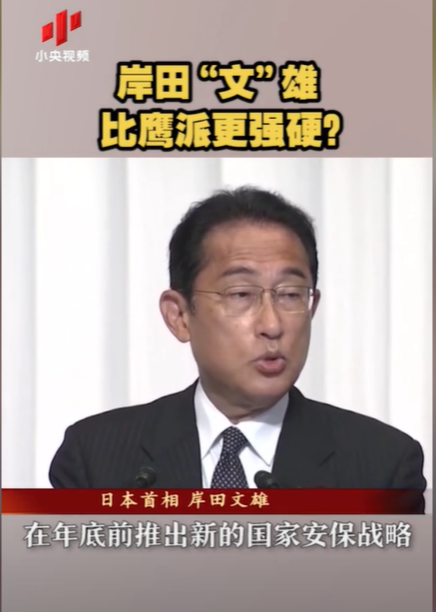 小央视频
岸田“文”雄
比鹰派更强硬?
日本首相 岸田文雄
在年底前推出新的国家安保战略